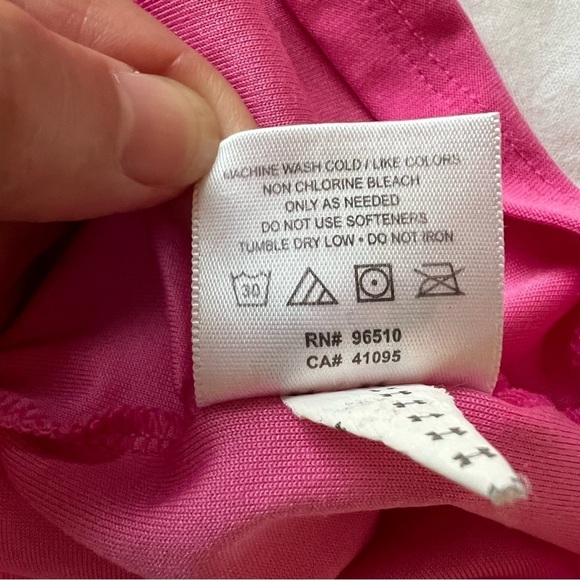 MACHINE WASH COLD / LIKE COLORS
NON CHLORINE BLEACH
ONLY AS NEEDED
DO NOT USE SOFTENERS
TUMBLE DRY LOW • DO NOT IRON
30
RN# 96510
CA# 41095